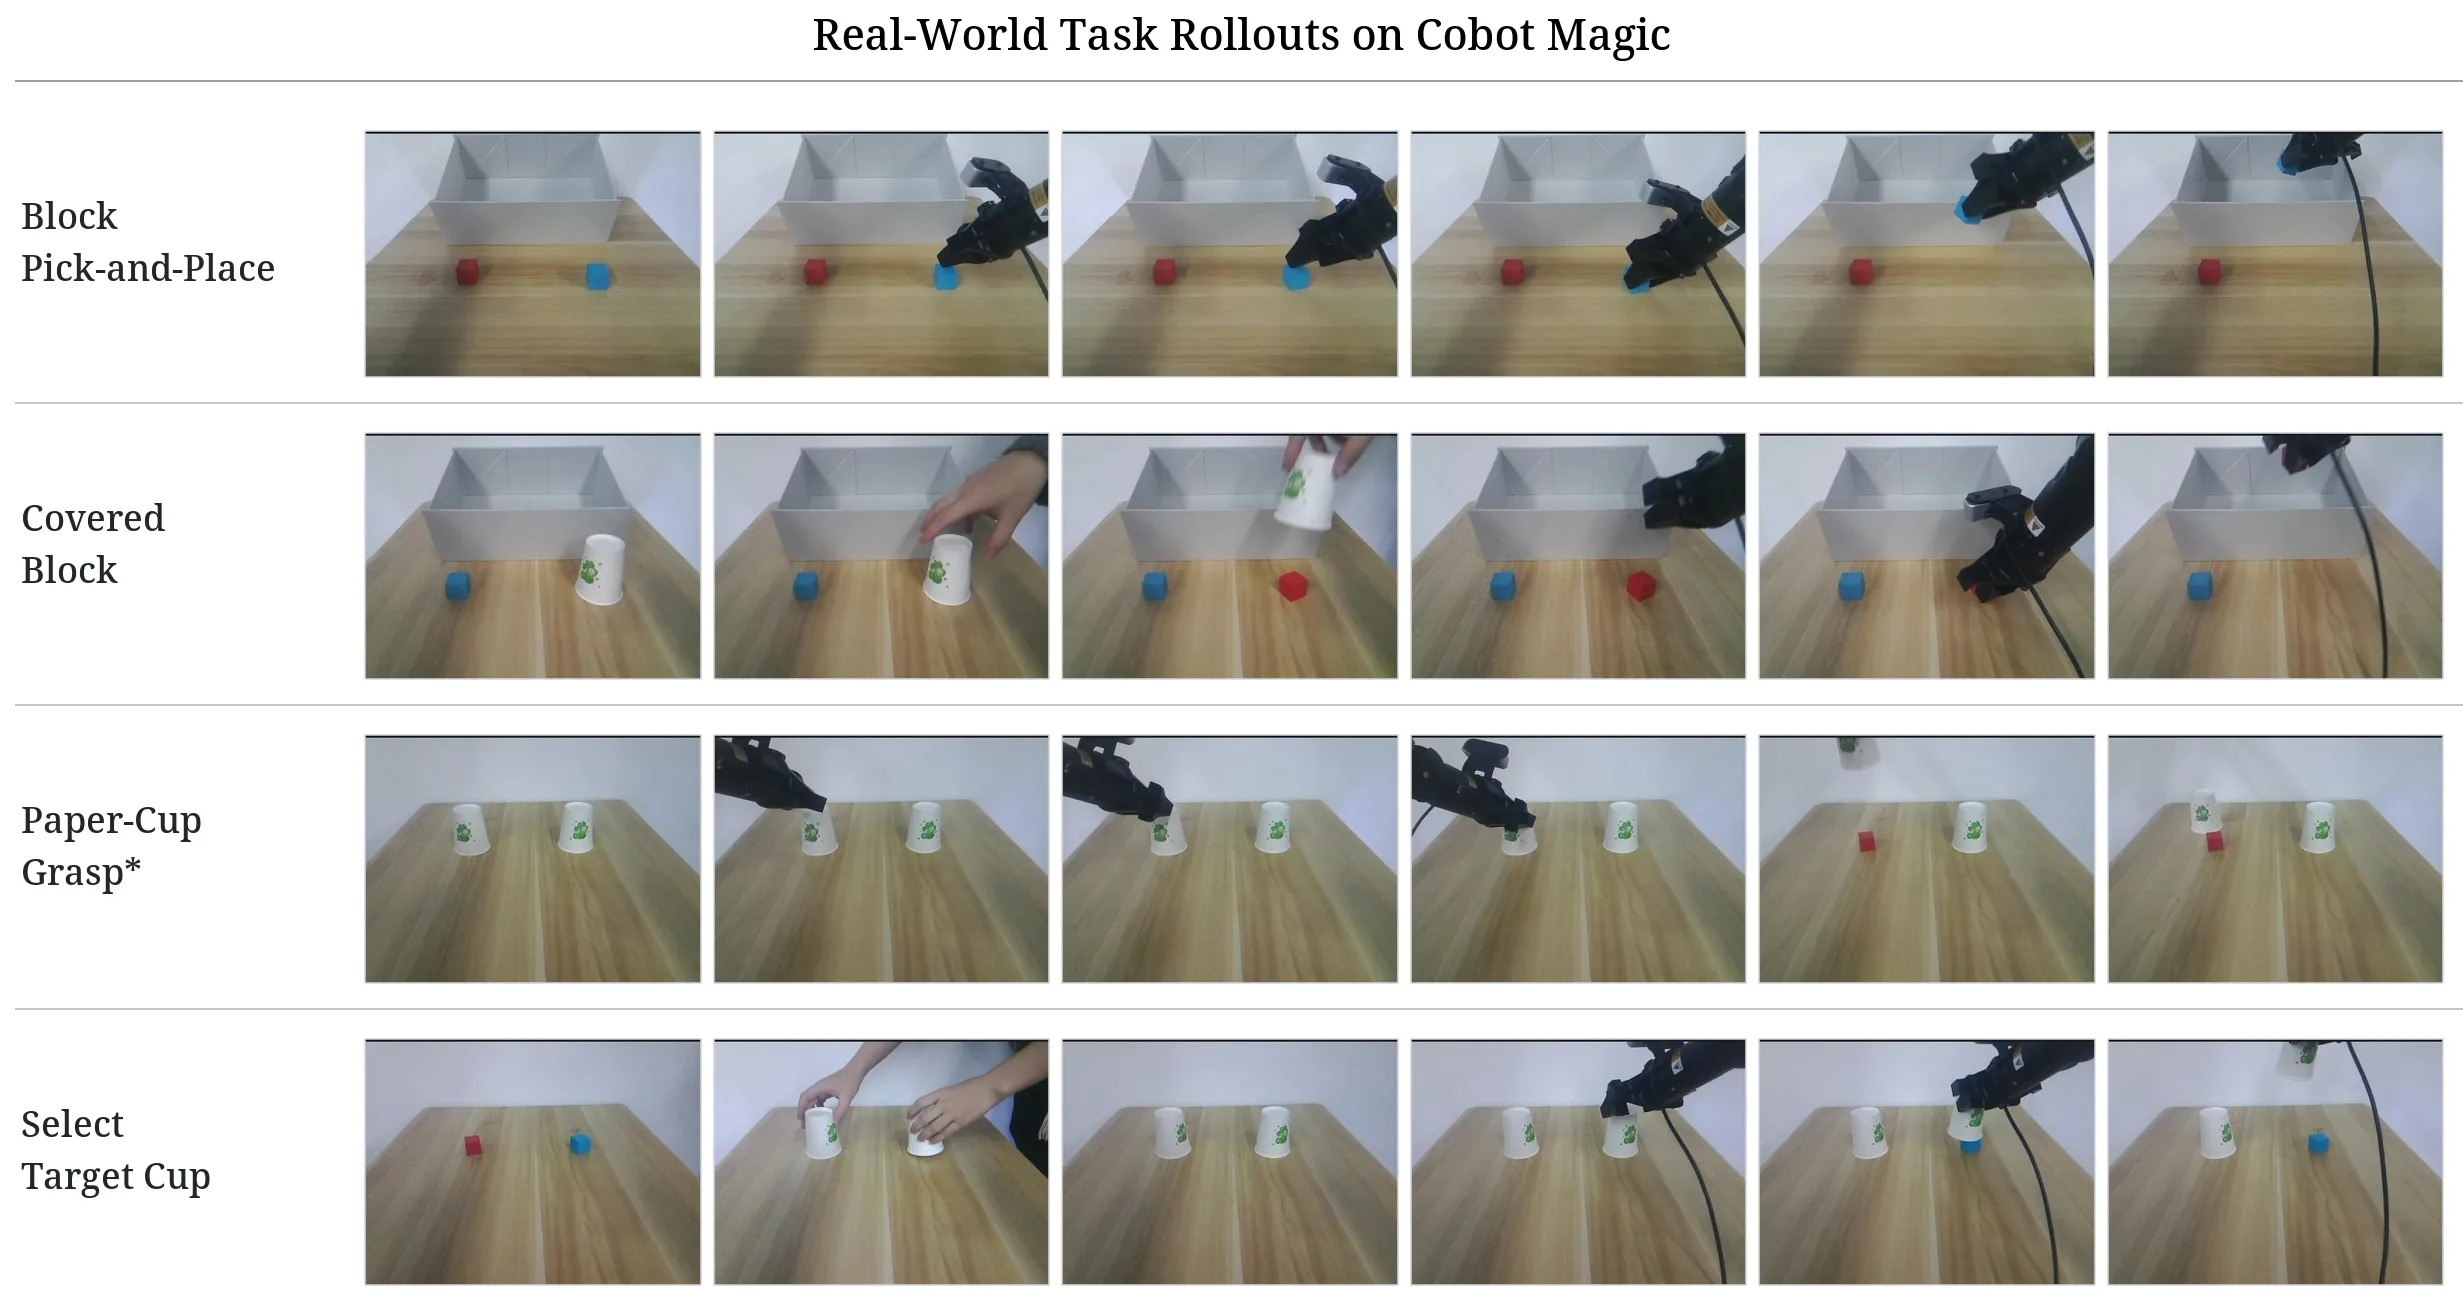 Real-World Task Rollouts on Cobot Magic
Block
Pick-and-Place
Covered
Block
Paper-Cup
Grasp*
Select
Target Cup